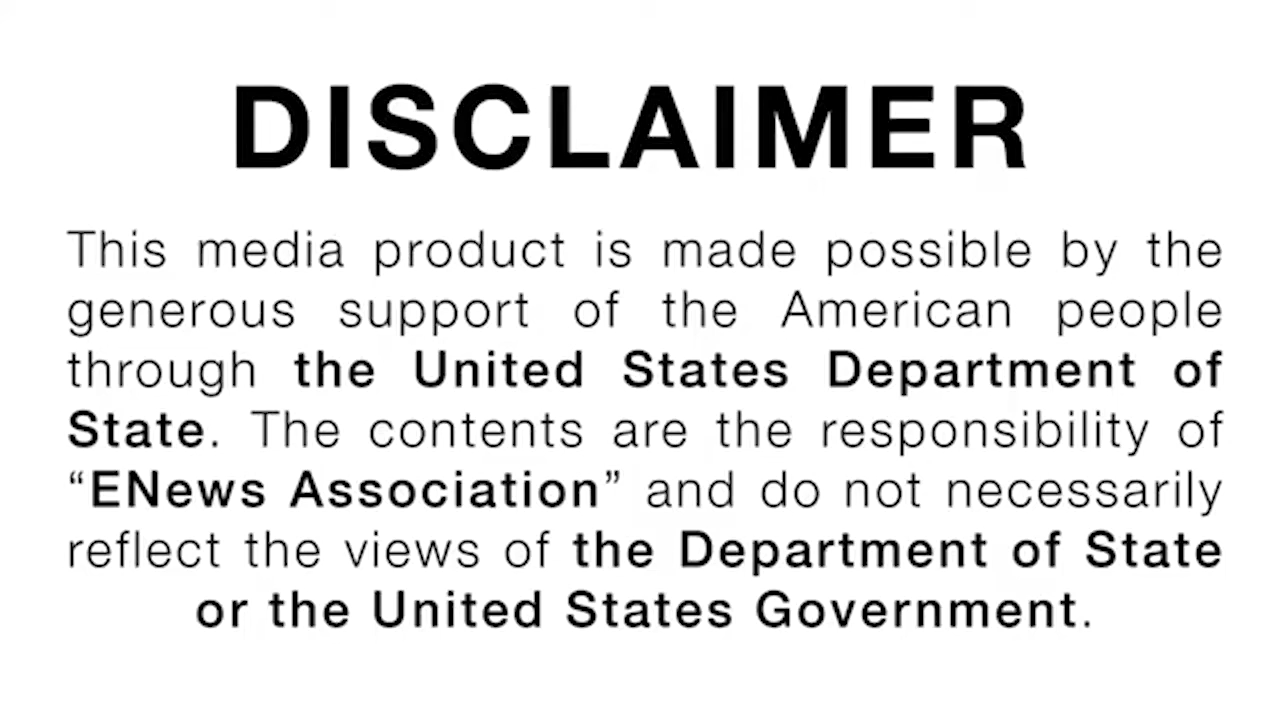 DISCLAIMER
This media product is made possible by the
generous support of the American people
through the United States Department of
State. The contents are the responsibility of
“ENews Association” and do not necessarily
reflect the views of the Department of State
or the United States Government.